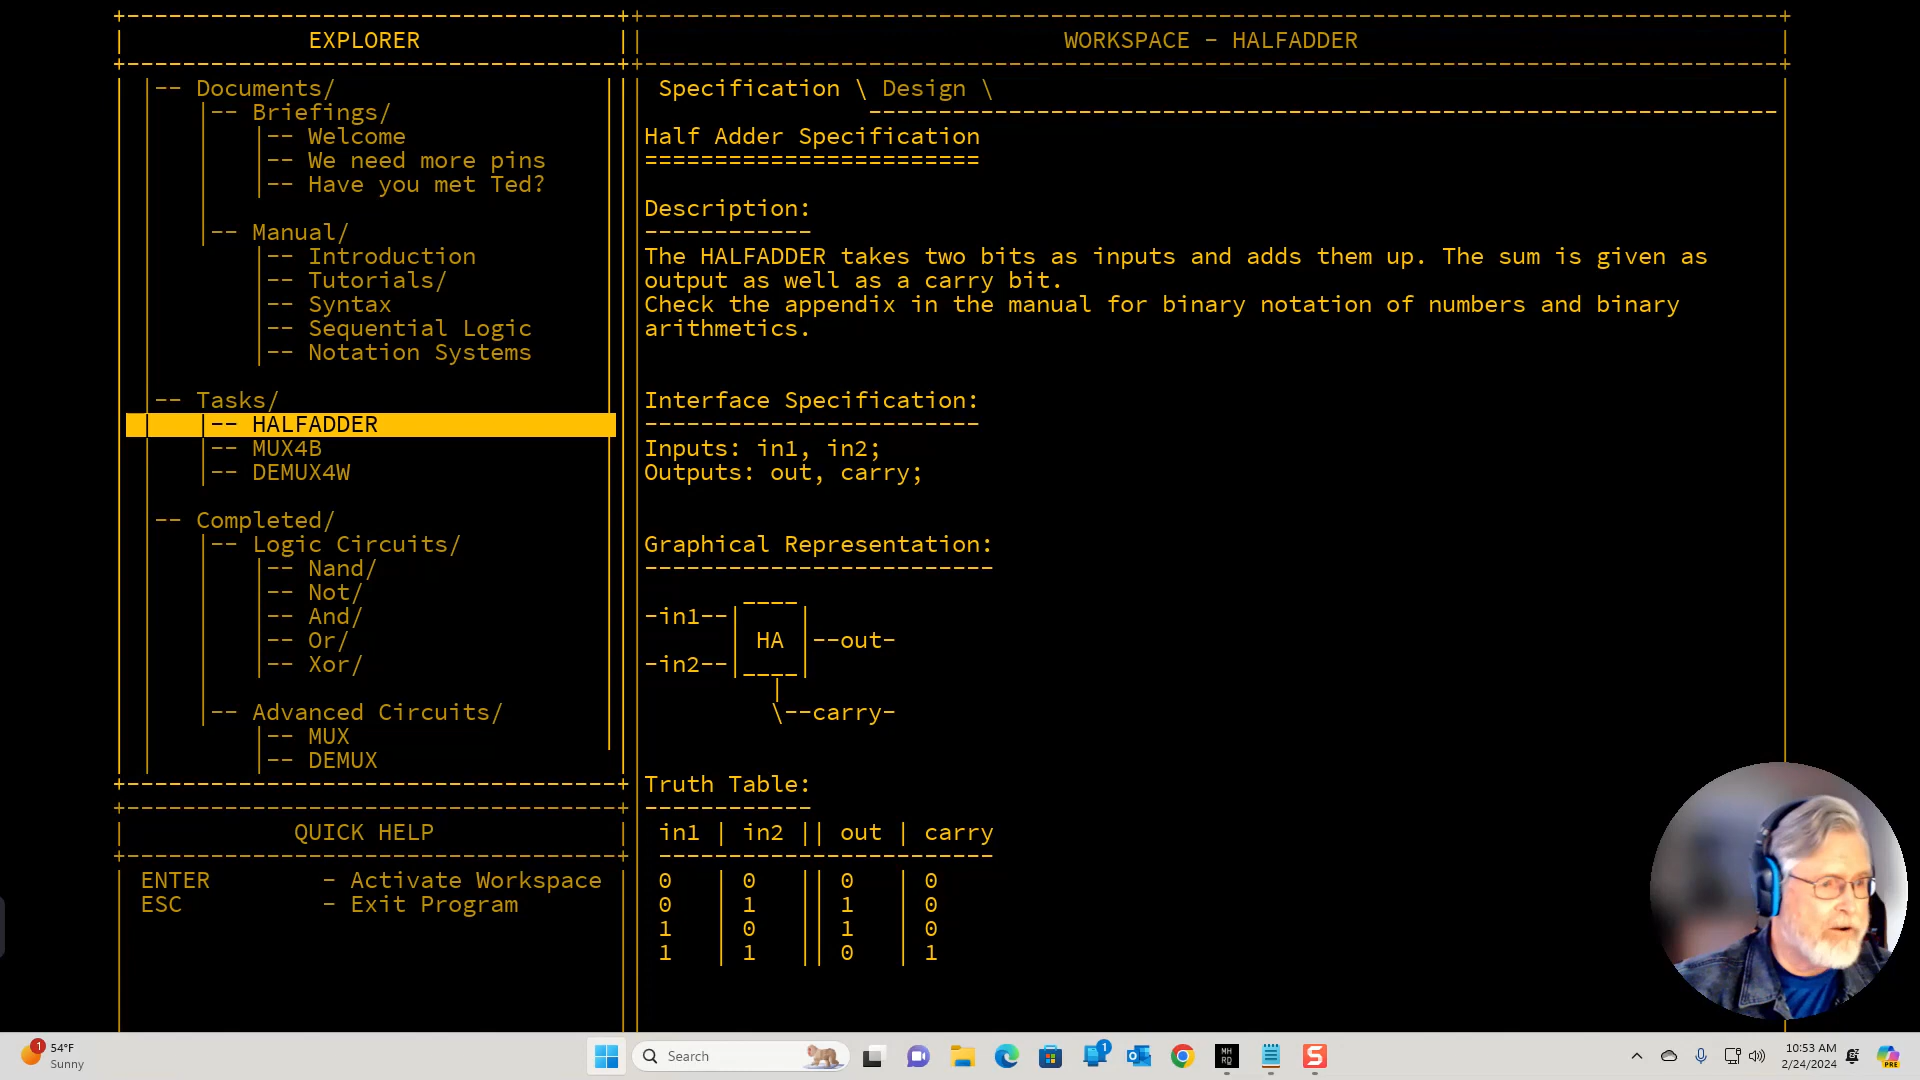 EXPLORER
-- Documents/
-- Briefings/
-- Welcome
-- We need more pins
-- Have you met Ted?
-- Manual/
-- Introduction
-- Tutorials/
-- Syntax
-- Sequential Logic
-- Notation Systems
-- Tasks/
-- HALFADDER
-- MUX4B
-- DEMUX4W
-- Completed/
-- Logic Circuits/
-- Nand/
-- Not/
-- And/
-- Or/
-- Xor/
-- Advanced Circuits/
-- MUX
-- DEMUX
QUICK HELP
ENTER - Activate Workspace
ESC - Exit Program
WORKSPACE - HALFADDER
Specification \ Design \
Half Adder Specification
========================
Description:
------------
The HALFADDER takes two bits as inputs and adds them up. The sum is given as
output as well as a carry bit.
Check the appendix in the manual for binary notation of numbers and binary
arithmetics.
Interface Specification:
------------------------
Inputs: in1, in2;
Outputs: out, carry;
Graphical Representation:
-------------------------
-in1--
HA --out-
-in2--
\--carry-
Truth Table:
------------
in1 | in2 || out | carry
------------------------
0 | 0 || 0 | 0
0 | 1 || 1 | 0
1 | 0 || 1 | 0
1 | 1 || 0 | 1
1
54°F
Sunny
Search
1
MH
RD
S
10:53 AM
2/24/2024
PRE